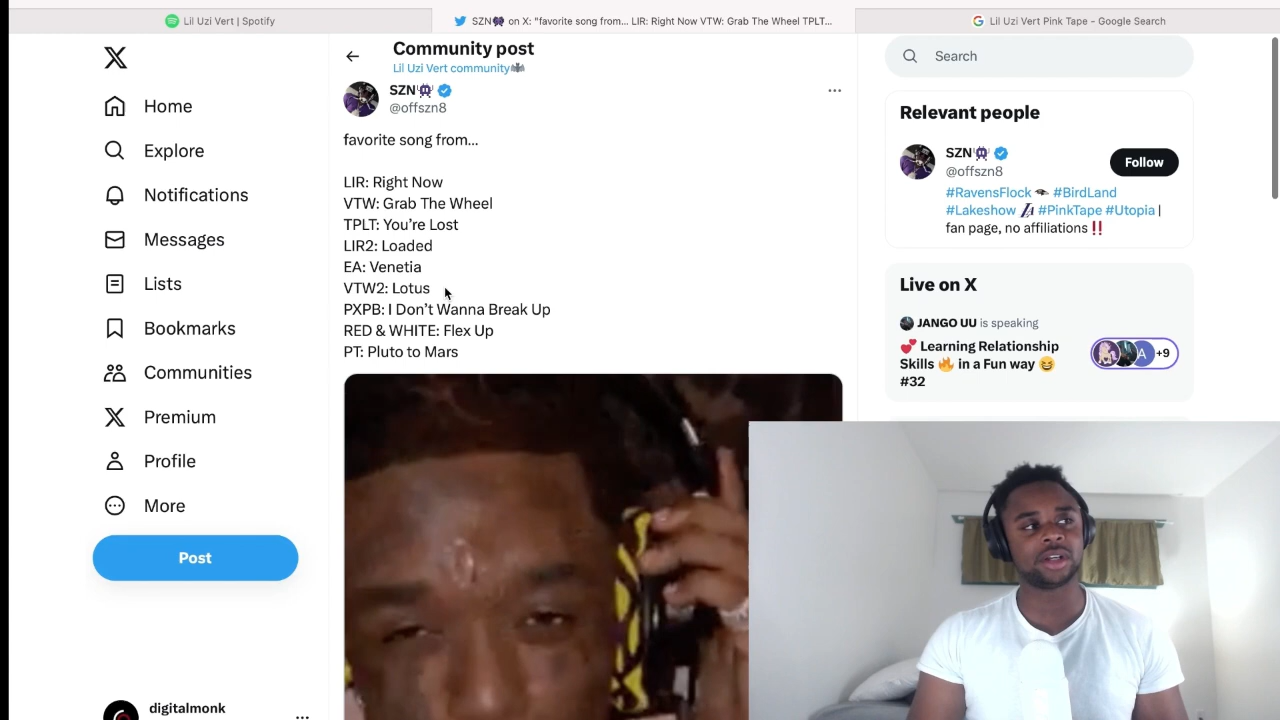 Lil Uzi Vert | Spotify
SZN on X: "favorite song from... LIR: Right Now VTW: Grab The Wheel TPLT...
Lil Uzi Vert Pink Tape - Google Search
Community post
Lil Uzi Vert community
SZN
@offszn8
favorite song from...
LIR: Right Now
VTW: Grab The Wheel
TPLT: You're Lost
LIR2: Loaded
EA: Venetia
VTW2: Lotus
PXPB: I Don't Wanna Break Up
RED & WHITE: Flex Up
PT: Pluto to Mars
Home
Explore
Notifications
Messages
Lists
Bookmarks
Communities
Premium
Profile
More
Post
digitalmonk
Search
Relevant people
SZN
@offszn8
Follow
#RavensFlock #BirdLand
#Lakeshow #PinkTape #Utopia |
fan page, no affiliations‼️
Live on X
JANGO UU is speaking
💕 Learning Relationship
Skills 🔥 in a Fun way 😆
#32
A
+9